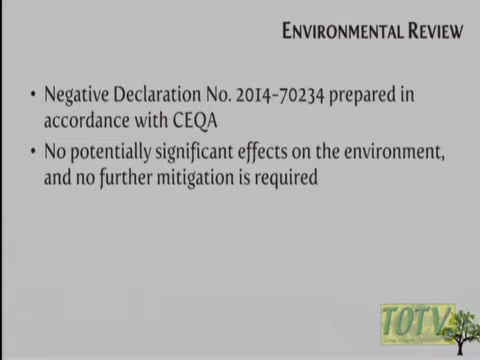 ENVIRONMENTAL REVIEW
• Negative Declaration No. 2014-70234 prepared in
accordance with CEQA
• No potentially significant effects on the environment,
and no further mitigation is required
TOTV